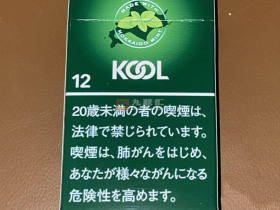 MADE WITH
HOKKAIDO MINT
12
KOOL
20歳未満の者の喫煙は、
法律で禁じられています。
喫煙は、肺がんをはじめ、
あなたが様々ながんになる
危険性を高めます。